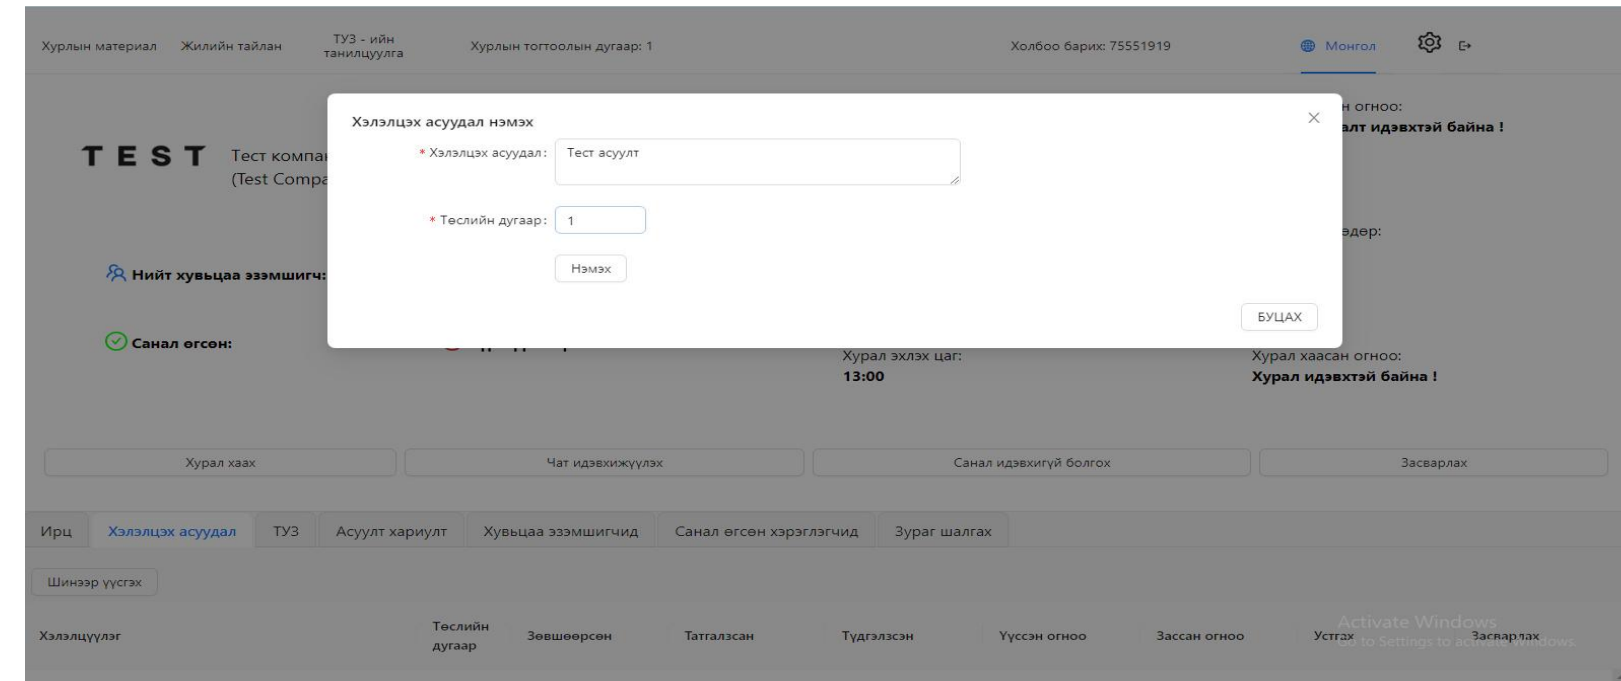 Хурлын материал Жилийн тайлан ТУЗ - ийн танилцуулга Хурлын тогтоолын дугаар: 1 Холбоо барих: 75551919 Монгол
Хэлэлцэх асуудал нэмэх
н огноо:
алт идэвхтэй байна !
* Хэлэлцэх асуудал: Тест асуулт
TEST Тест компа
(Test Compa
* Төслийн дугаар: 1
эдөр:
Нэмэх
Нийт хувьцаа эзэмшигч:
БУЦАХ
Санал өгсөн:
Хурал эхлэх цаг: Хурал хаасан огноо:
13:00 Хурал идэвхтэй байна !
Хурал хаах Чат идэвхижүүлэх Санал идэвхигүй болгох Засварлах
Ирц Хэлэлцэх асуудал ТУЗ Асуулт хариулт Хувьцаа эзэмшигчид Санал өгсөн хэрэглэгчид Зураг шалгах
Шинээр үүсгэх
Хэлэлцүүлэг Төслийн дугаар Зөвшөөрсөн Татгалзсан Түдгэлзсэн Үүссэн огноо Зассан огноо Устгах Засварлах
Activate Windows
Go to Settings to activate Windows.